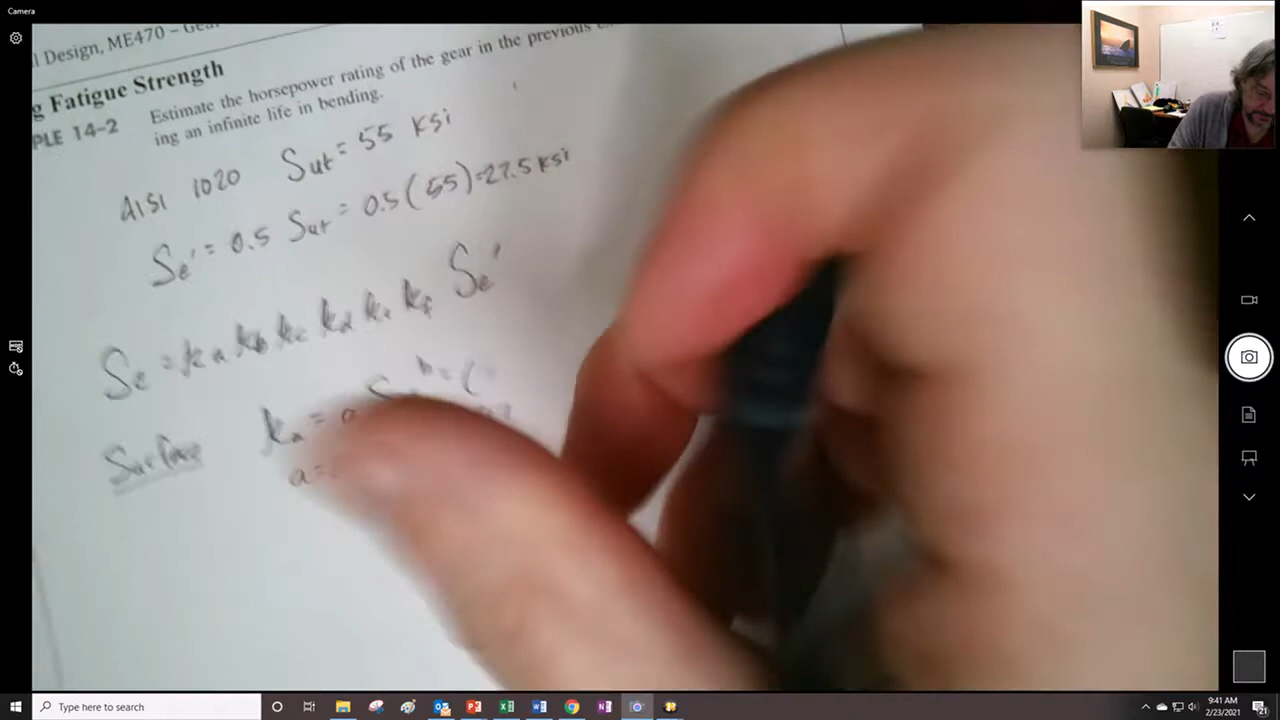 Camera
l Design, ME470 –
g Fatigue Strength
PLE 14-2 Estimate the horsepower rating of the gear in the previous
ing an infinite life in bending.
AISI 1020 Sut = 55 ksi
Se' = 0.5 Sut = 0.5(55)=27.5 ksi
Se = ka kb kc kd ke kf Se'
Surface ka = a
a=
Type here to search
9:41 AM
2/23/2021